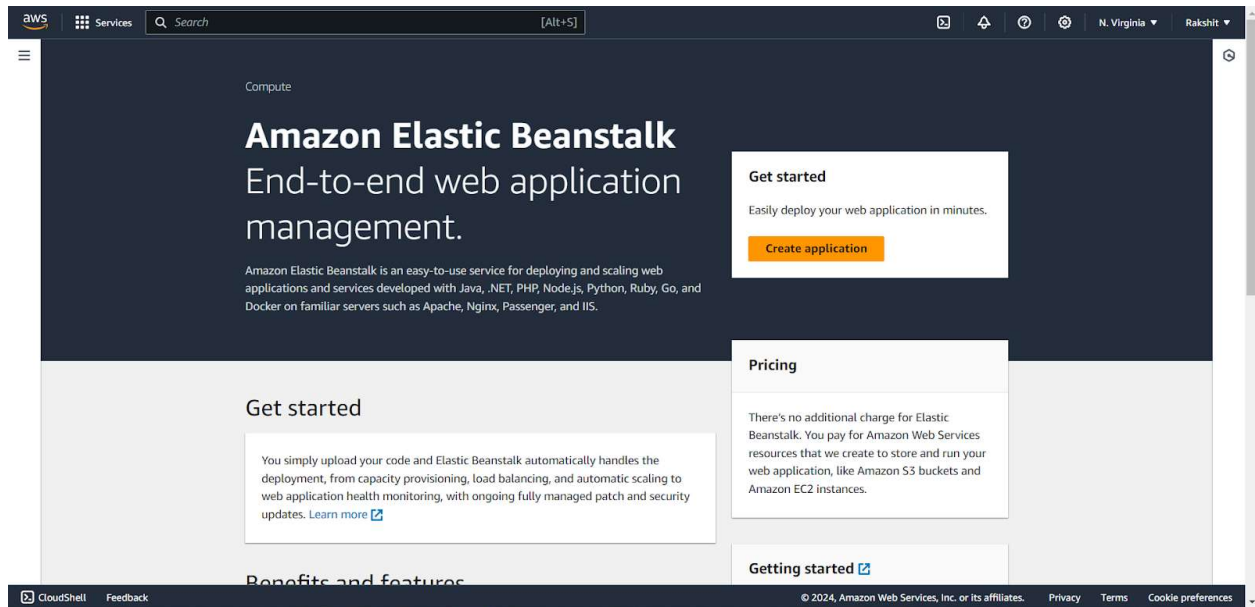 aws
Services
Search
[Alt+S]
N. Virginia
Rakshit
Compute
Amazon Elastic Beanstalk
End-to-end web application
management.
Amazon Elastic Beanstalk is an easy-to-use service for deploying and scaling web
applications and services developed with Java, .NET, PHP, Node.js, Python, Ruby, Go, and
Docker on familiar servers such as Apache, Nginx, Passenger, and IIS.
Get started
Easily deploy your web application in minutes.
Create application
Pricing
There's no additional charge for Elastic
Beanstalk. You pay for Amazon Web Services
resources that we create to store and run your
web application, like Amazon S3 buckets and
Amazon EC2 instances.
Get started
You simply upload your code and Elastic Beanstalk automatically handles the
deployment, from capacity provisioning, load balancing, and automatic scaling to
web application health monitoring, with ongoing fully managed patch and security
updates. Learn more
Getting started
Benefits and features
CloudShell
Feedback
© 2024, Amazon Web Services, Inc. or its affiliates.
Privacy
Terms
Cookie preferences